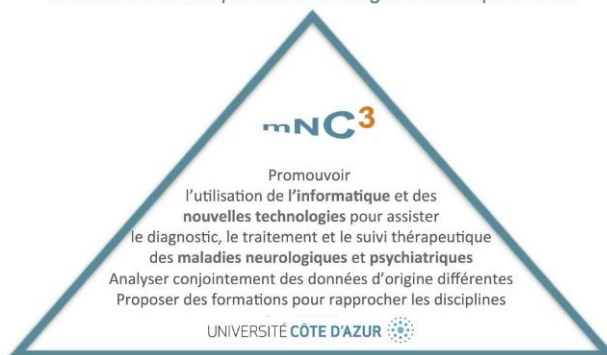 mNC3
Promouvoir
l'utilisation de l'informatique et des
nouvelles technologies pour assister
le diagnostic, le traitement et le suivi thérapeutique
des maladies neurologiques et psychiatriques
Analyser conjointement des données d'origine différentes
Proposer des formations pour rapprocher les disciplines
UNIVERSITÉ CÔTE D'AZUR